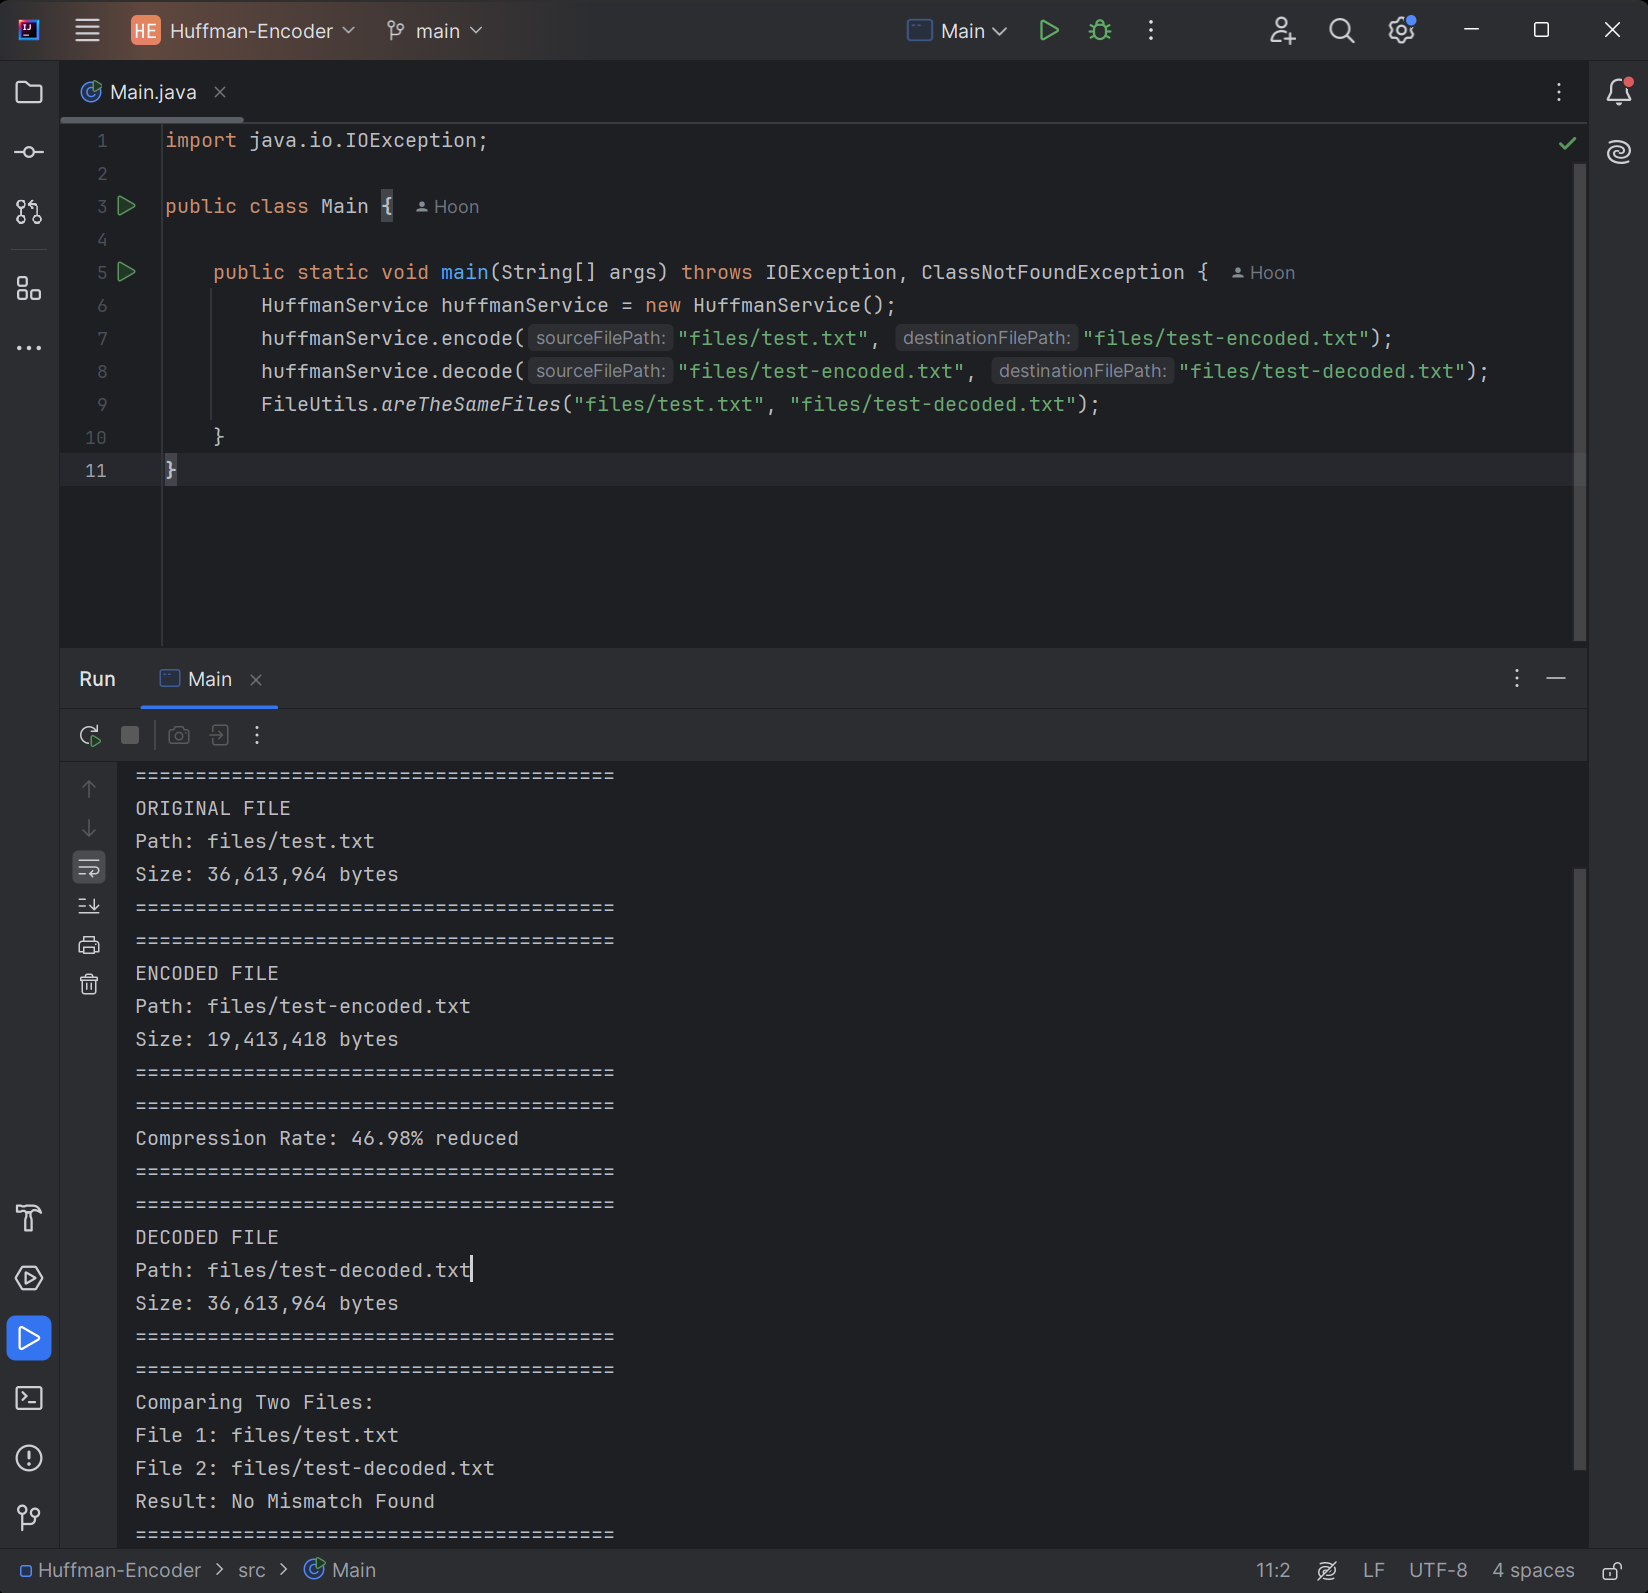 HE Huffman-Encoder main Main
Main.java
1 import java.io.IOException;
2
3 public class Main { Hoon
4
5 public static void main(String[] args) throws IOException, ClassNotFoundException { Hoon
6 HuffmanService huffmanService = new HuffmanService();
7 huffmanService.encode( sourceFilePath: "files/test.txt", destinationFilePath: "files/test-encoded.txt");
8 huffmanService.decode( sourceFilePath: "files/test-encoded.txt", destinationFilePath: "files/test-decoded.txt");
9 FileUtils.areTheSameFiles("files/test.txt", "files/test-decoded.txt");
10 }
11 }
Run Main
========================================
ORIGINAL FILE
Path: files/test.txt
Size: 36,613,964 bytes
========================================
========================================
ENCODED FILE
Path: files/test-encoded.txt
Size: 19,413,418 bytes
========================================
========================================
Compression Rate: 46.98% reduced
========================================
========================================
DECODED FILE
Path: files/test-decoded.txt
Size: 36,613,964 bytes
========================================
========================================
Comparing Two Files:
File 1: files/test.txt
File 2: files/test-decoded.txt
Result: No Mismatch Found
========================================
Huffman-Encoder > src > Main 11:2 LF UTF-8 4 spaces